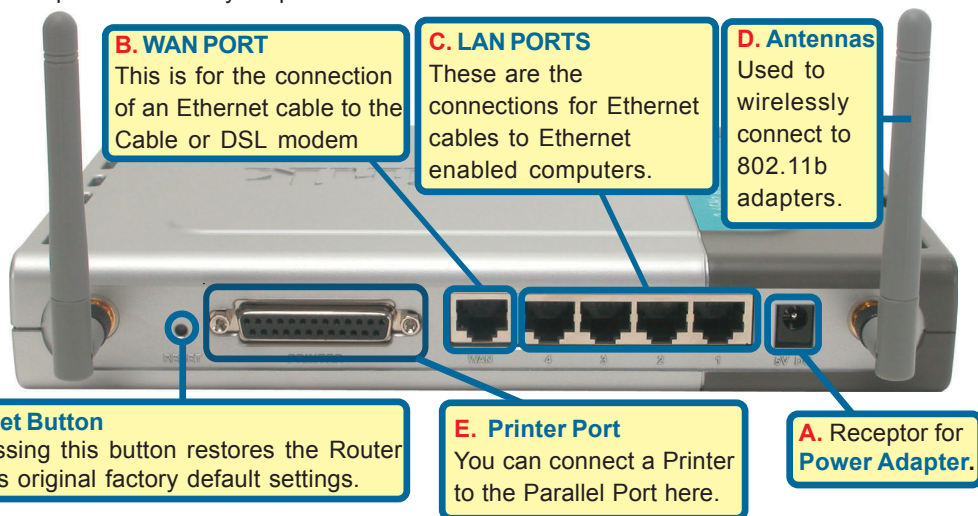 B. WAN PORT
This is for the connection
of an Ethernet cable to the
Cable or DSL modem
C. LAN PORTS
These are the
connections for Ethernet
cables to Ethernet
enabled computers.
D. Antennas
Used to
wirelessly
connect to
802.11b
adapters.
RESET
PRINTER
WAN
4
3
2
1
5V
et Button
ssing this button restores the Router
s original factory default settings.
E. Printer Port
You can connect a Printer
to the Parallel Port here.
A. Receptor for
Power Adapter.